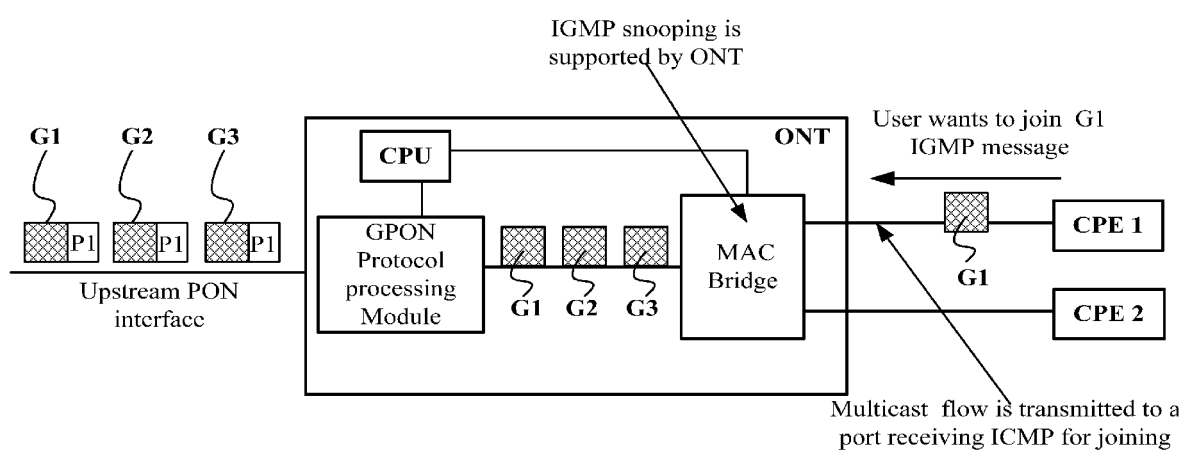 IGMP snooping is
supported by ONT
G1
G2
G3
P1
P1
P1
Upstream PON
interface
CPU
ONT
GPON
Protocol
processing
Module
G1
G2
G3
MAC
Bridge
User wants to join G1
IGMP message
G1
CPE 1
CPE 2
Multicast flow is transmitted to a
port receiving ICMP for joining